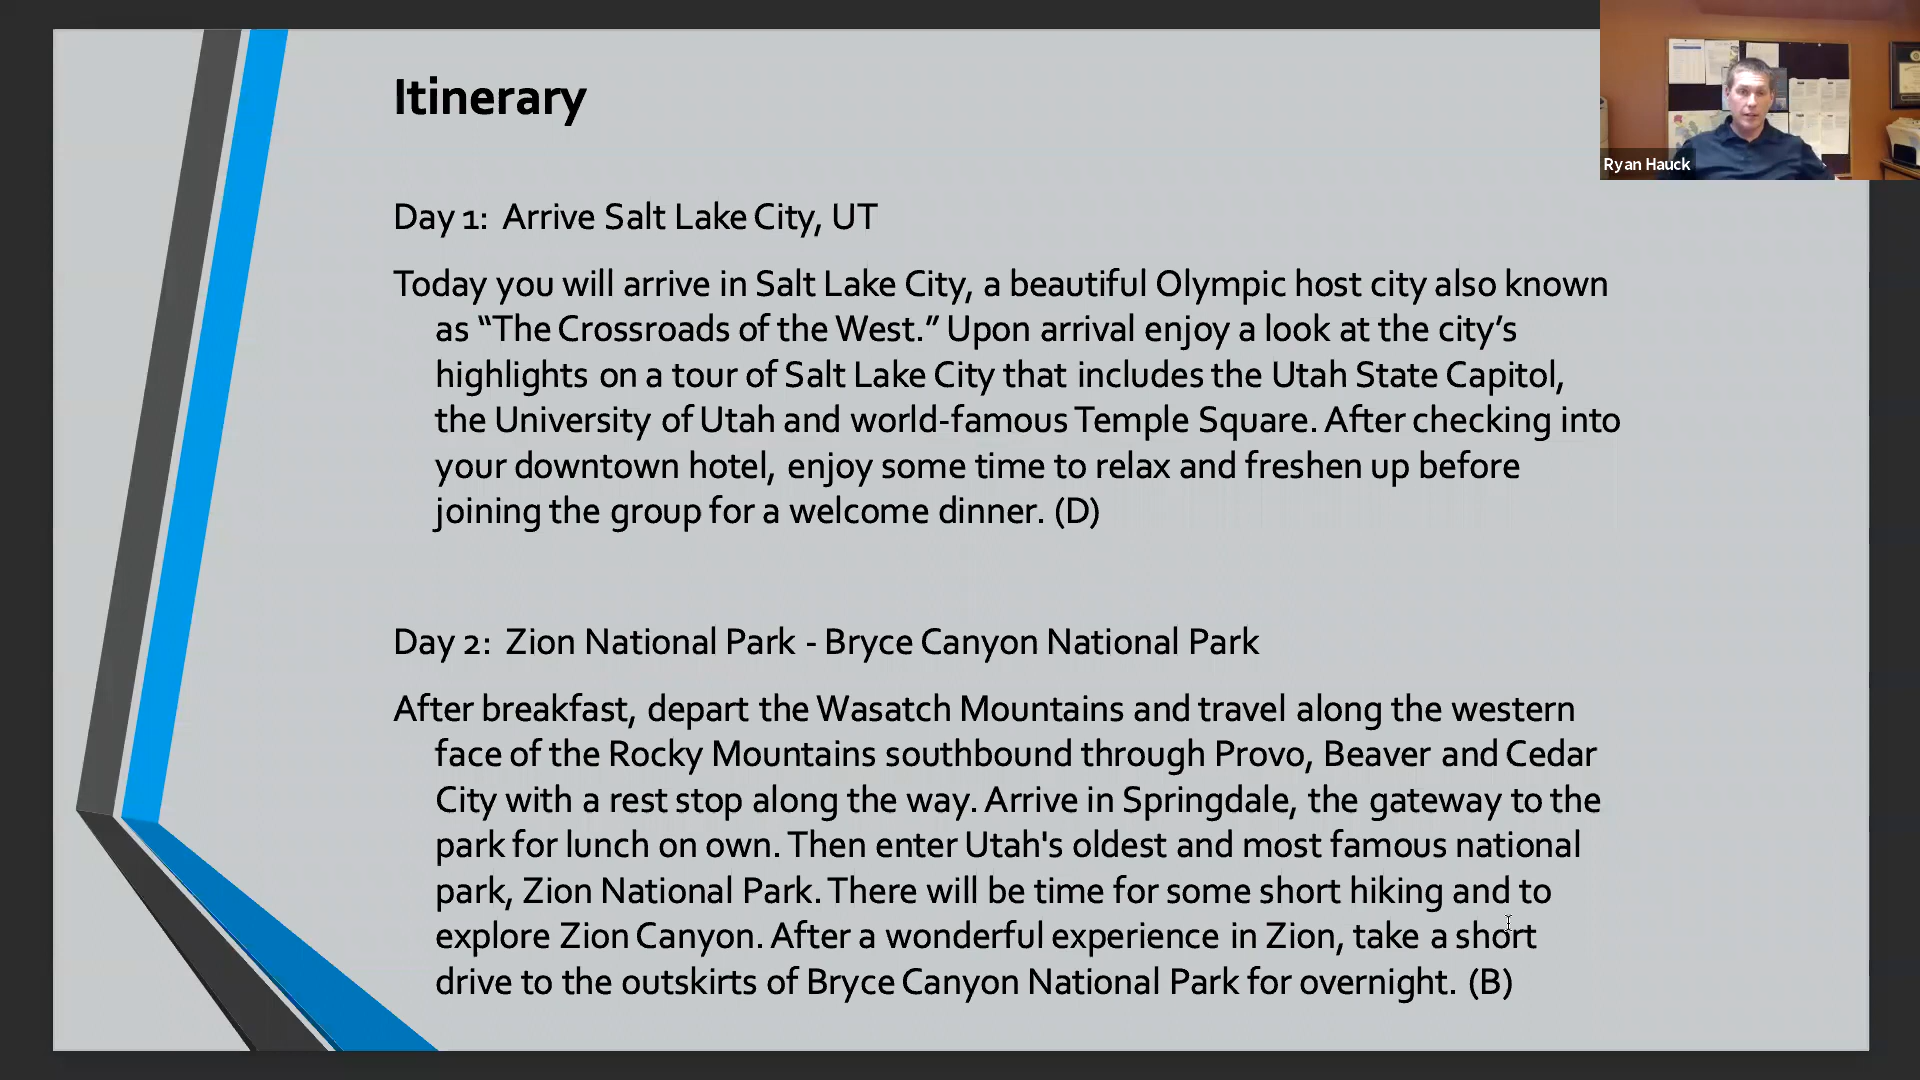 Itinerary
Ryan Hauck
Day 1:  Arrive Salt Lake City, UT
Today you will arrive in Salt Lake City, a beautiful Olympic host city also known
as “The Crossroads of the West.” Upon arrival enjoy a look at the city’s
highlights on a tour of Salt Lake City that includes the Utah State Capitol,
the University of Utah and world-famous Temple Square. After checking into
your downtown hotel, enjoy some time to relax and freshen up before
joining the group for a welcome dinner. (D)
Day 2:  Zion National Park - Bryce Canyon National Park
After breakfast, depart the Wasatch Mountains and travel along the western
face of the Rocky Mountains southbound through Provo, Beaver and Cedar
City with a rest stop along the way. Arrive in Springdale, the gateway to the
park for lunch on own. Then enter Utah's oldest and most famous national
park, Zion National Park. There will be time for some short hiking and to
explore Zion Canyon. After a wonderful experience in Zion, take a short
drive to the outskirts of Bryce Canyon National Park for overnight. (B)